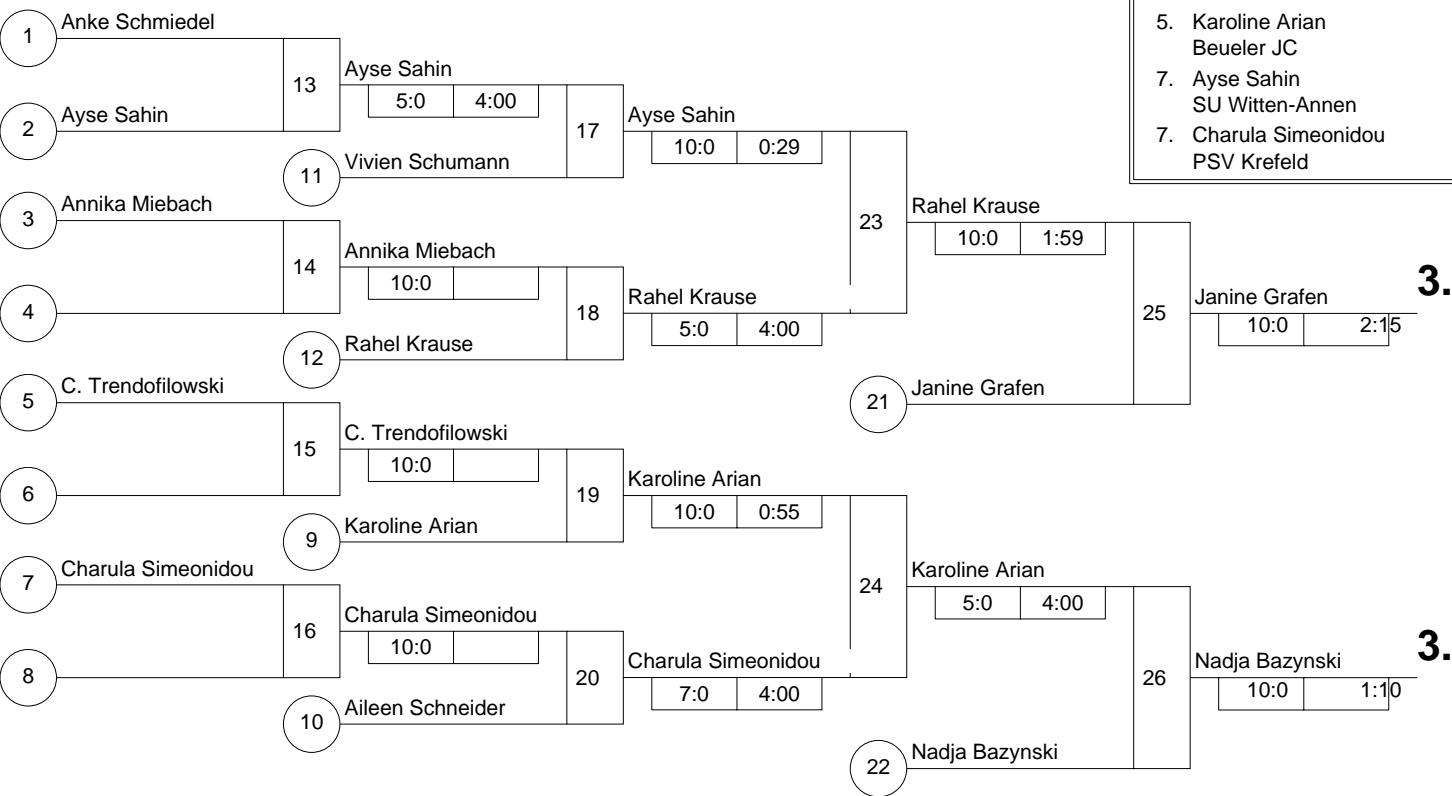 1 Anke Schmiedel
5. Karoline Arian
Beueler JC
13 Ayse Sahin
5:0 4:00
7. Ayse Sahin
SU Witten-Annen
2 Ayse Sahin
17 Ayse Sahin
10:0 0:29
7. Charula Simeonidou
PSV Krefeld
11 Vivien Schumann
3 Annika Miebach
23 Rahel Krause
10:0 1:59
14 Annika Miebach
10:0
4
18 Rahel Krause
5:0 4:00
25 Janine Grafen
10:0 2:15
3.
12 Rahel Krause
5 C. Trendofilowski
21 Janine Grafen
15 C. Trendofilowski
10:0
6
19 Karoline Arian
10:0 0:55
9 Karoline Arian
7 Charula Simeonidou
24 Karoline Arian
5:0 4:00
16 Charula Simeonidou
10:0
8
20 Charula Simeonidou
7:0 4:00
26 Nadja Bazynski
10:0 1:10
3.
10 Aileen Schneider
22 Nadja Bazynski